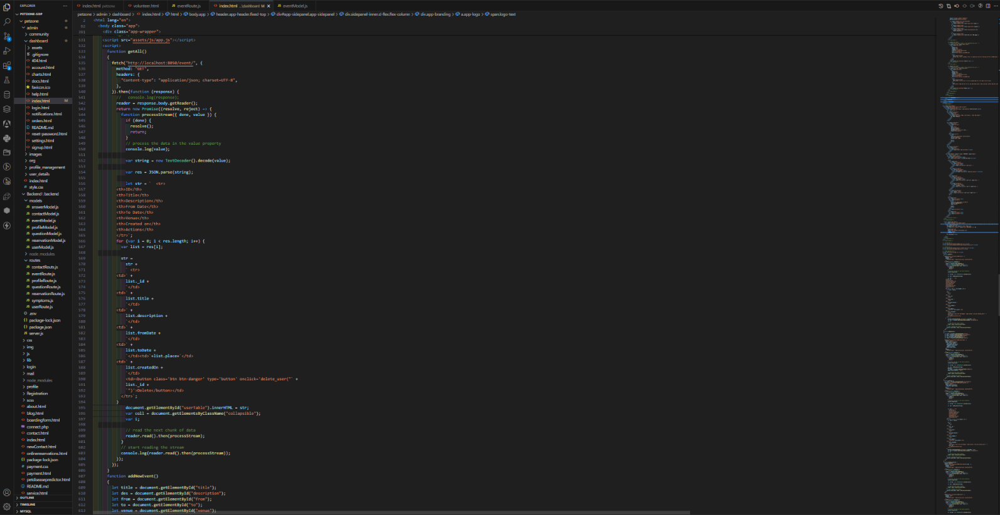 EXPLORER ···
PETZONE-SDP
petzone
admin
community
dashboard
assets
.gitignore
404.html
account.html
charts.html
docs.html
favicon.ico
help.html
index.html M
login.html
notifications.html
orders.html
README.md
reset-password.html
settings.html
signup.html
images
org
profile_management
user_details
index.html
style.css
Backend \ backend
models
answerModel.js
contactModel.js
eventModel.js
profileModel.js
questionModel.js
reservationModel.js
userModel.js
node_modules
routes
contactRouts.js
eventRoute.js
profileRoute.js
questionRoute.js
reservationRoute.js
symptoms.js
userRoute.js
.env
package-lock.json
package.json
server.js
css
img
js
lib
login
mail
node_modules
profile
Registration
scss
about.html
blog.html
boardingform.html
connect.php
contact.html
index.html
newContact.html
onlinereservations.html
package-lock.json
payment.css
payment.html
petdiseasepredictor.html
README.md
service.html
OUTLINE
TIMELINE
MYSQL
index.html petzone volunteer.html eventRoute.js index.html ...\dashboard M eventModel.js
petzone > admin > dashboard > index.html > html > body.app > header.app-header.fixed-top > div#app-sidepanel.app-sidepanel > div.sidepanel-inner.d-flex.flex-column > div.app-branding > a.app-logo > span.logo-text
2 <html lang="en">
92 <body class="app">
301 <div class="app-wrapper">
531 <script src="assets/js/app.js"></script>
532 <script>
533 function getAll()
534 {
535 fetch("http://localhost:8050/event/", {
536 method: "GET",
537 headers: {
538 "Content-type": "application/json; charset=UTF-8",
539 },
540 }).then(function (response) {
541 // console.log(response);
542 reader = response.body.getReader();
543 return new Promise((resolve, reject) => {
544 function processStream({ done, value }) {
545 if (done) {
546 resolve();
547 return;
548 }
549 // process the data in the value property
550 console.log(value);
551
552 var string = new TextDecoder().decode(value);
553
554 var res = JSON.parse(string);
555
556 let str = ` <tr>
557 <th>ID</th>
558 <th>Title</th>
559 <th>Description</th>
560 <th>From Date</th>
561 <th>To Date</th>
562 <th>Venue</th>
563 <th>Created on</th>
564 <th>Actions</th>
565 </tr>`;
566 for (var i = 0; i < res.length; i++) {
567 var list = res[i];
568
569 str =
570 str +
571 ` <tr>
572 <td>` +
573 list._id +
574 `</td>
575 <td>` +
576 list.title +
577 `</td>
578 <td>` +
579 list.description +
580 `</td>
581 <td>` +
582 list.fromDate +
583 `</td>
584 <td>` +
585 list.toDate +
586 `</td><td>`+list.place+`</td>
587 <td>` +
588 list.createdOn +
589 `</td>
590 <td><button class='btn btn-danger' type='button' onclick='delete_user("` +
591 list._id +
592 `")'>Delete</button></td>
593 </tr>`;
594 }
595 document.getElementById("userTable").innerHTML = str;
596 var coll = document.getElementsByClassName("collapsible");
597 var i;
598
599 // read the next chunk of data
600 reader.read().then(processStream);
601 }
602 // start reading the stream
603 console.log(reader.read().then(processStream));
604 });
605 });
606 }
607 function addNewEvent()
608 {
609 let title = document.getElementById("title");
610 let des = document.getElementById("description");
611 let from = document.getElementById("from");
612 let to = document.getElementById("to");
613 let venue = document.getElementById("venue");